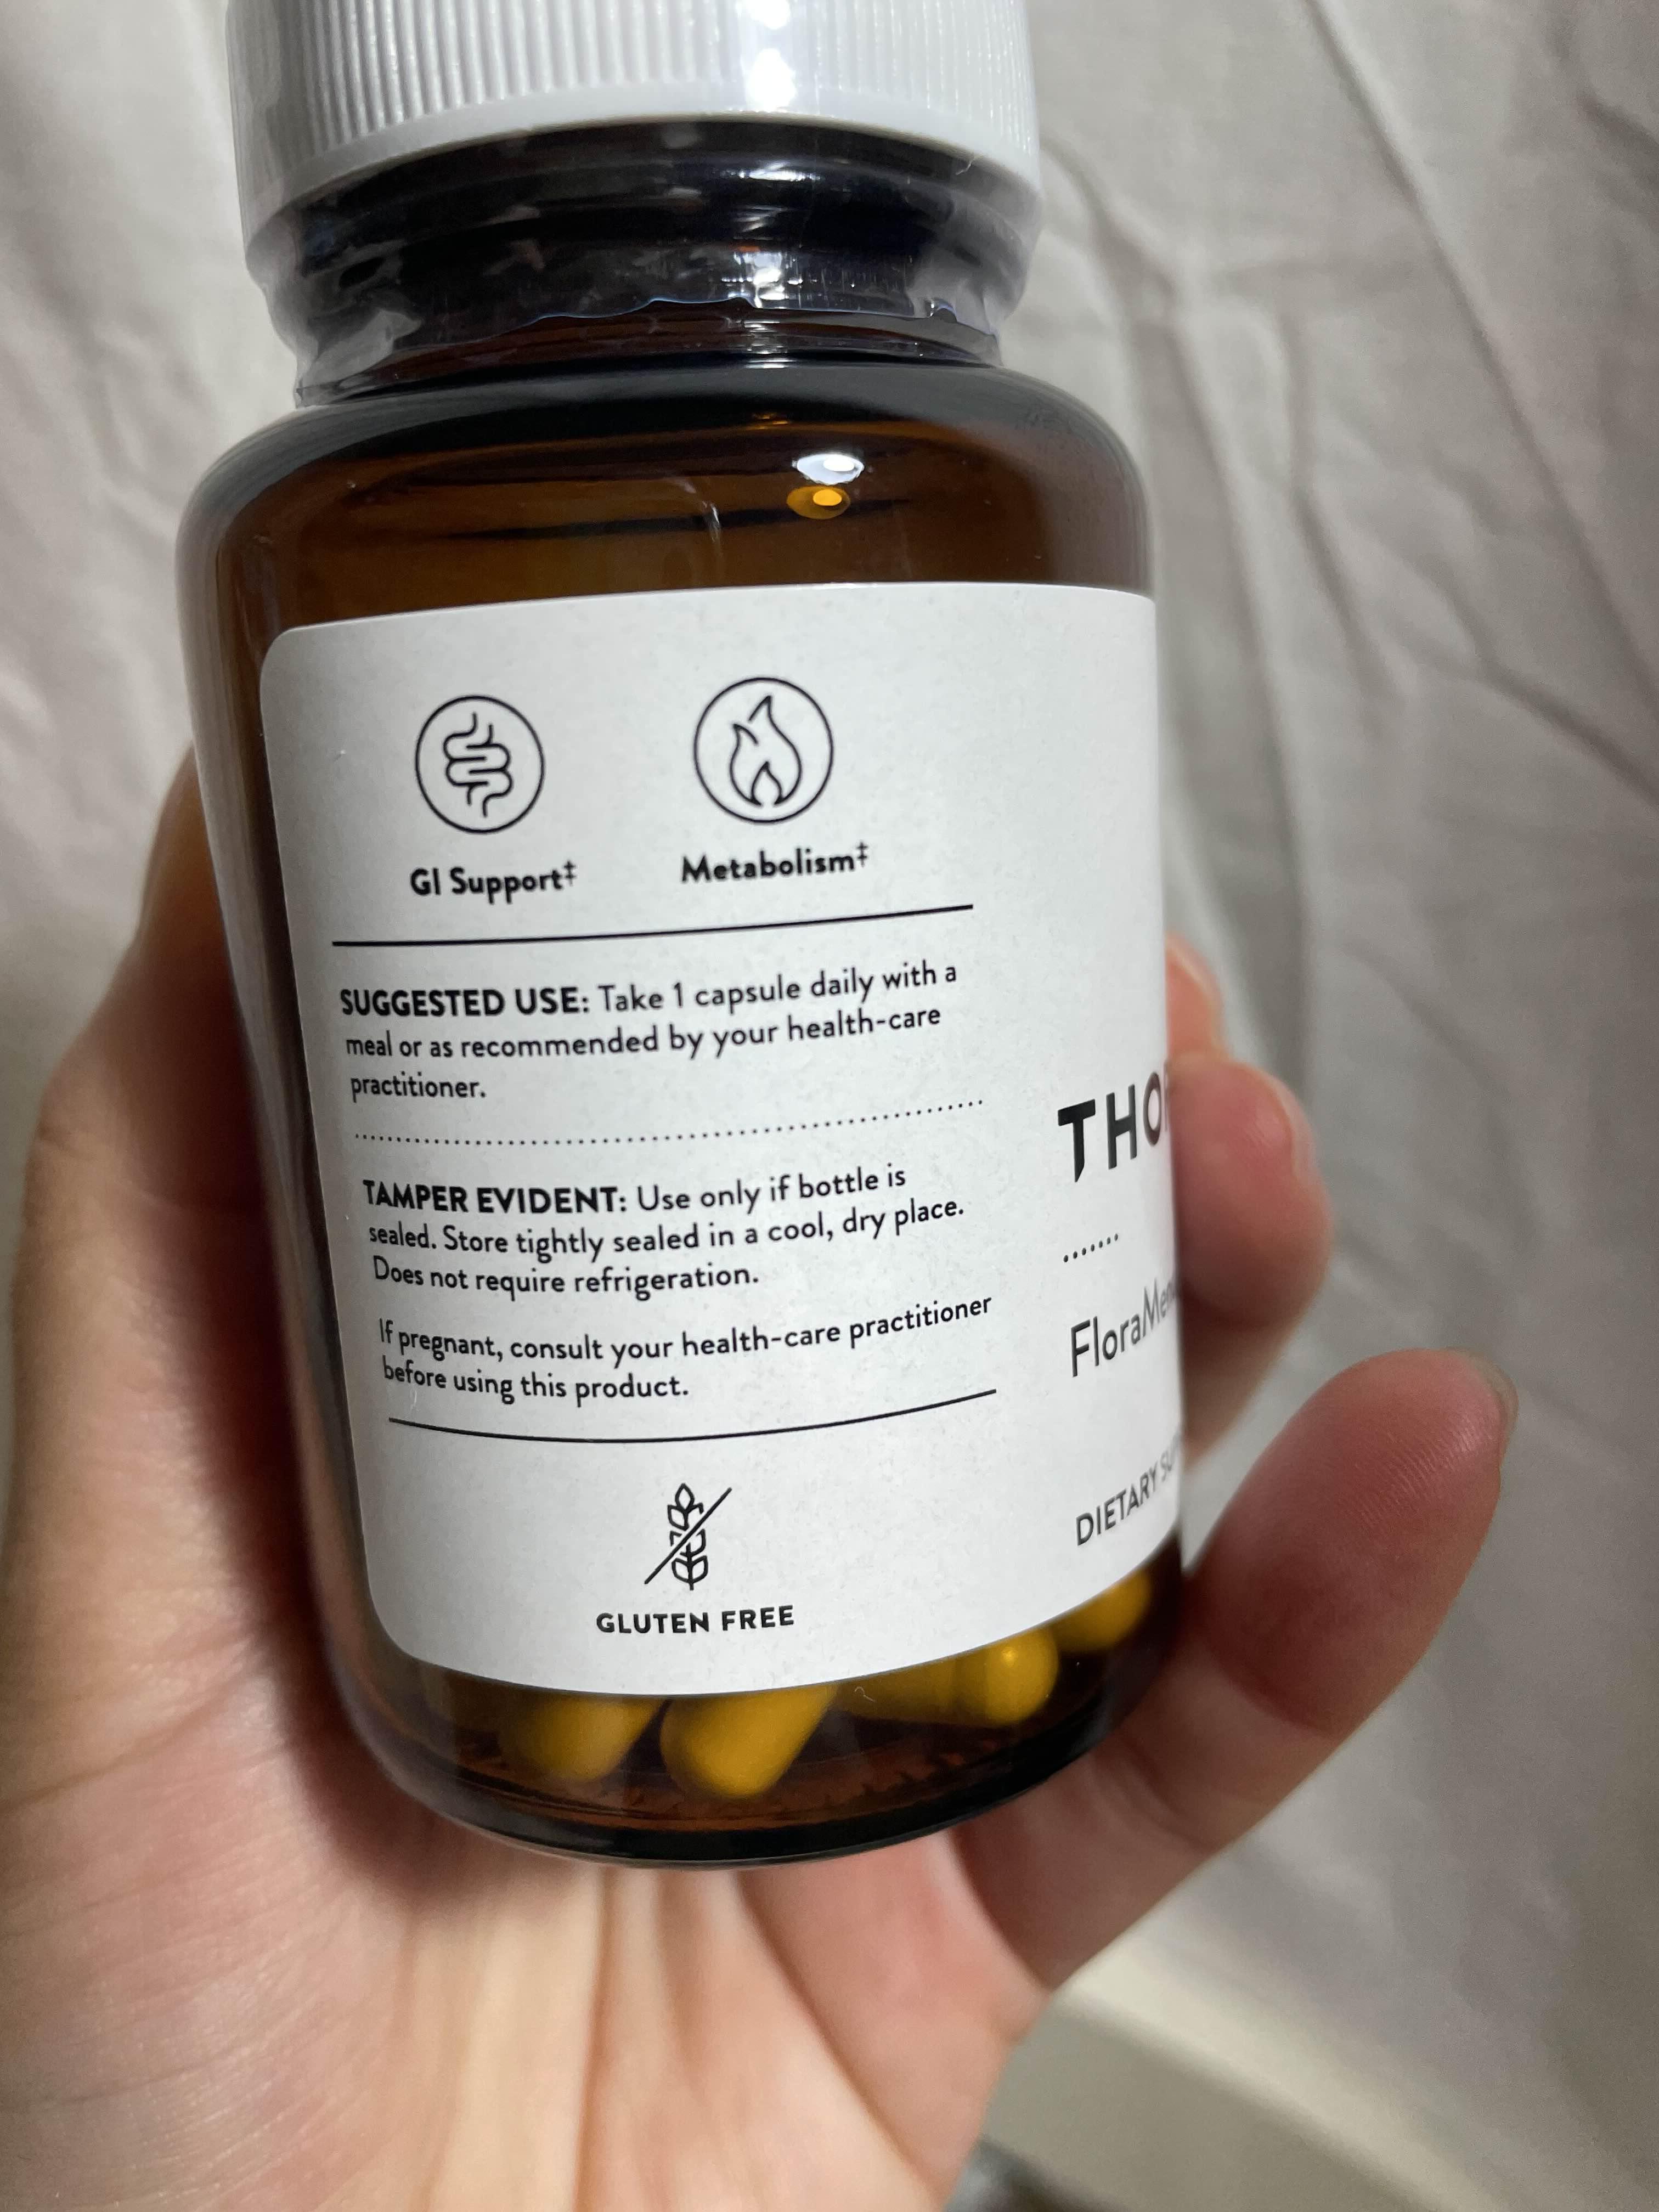 GI Support‡ Metabolism‡
SUGGESTED USE: Take 1 capsule daily with a
meal or as recommended by your health-care
practitioner.
TAMPER EVIDENT: Use only if bottle is
sealed. Store tightly sealed in a cool, dry place.
Does not require refrigeration.
If pregnant, consult your health-care practitioner
before using this product.
GLUTEN FREE
THO
FloraMen
DIETARY SU